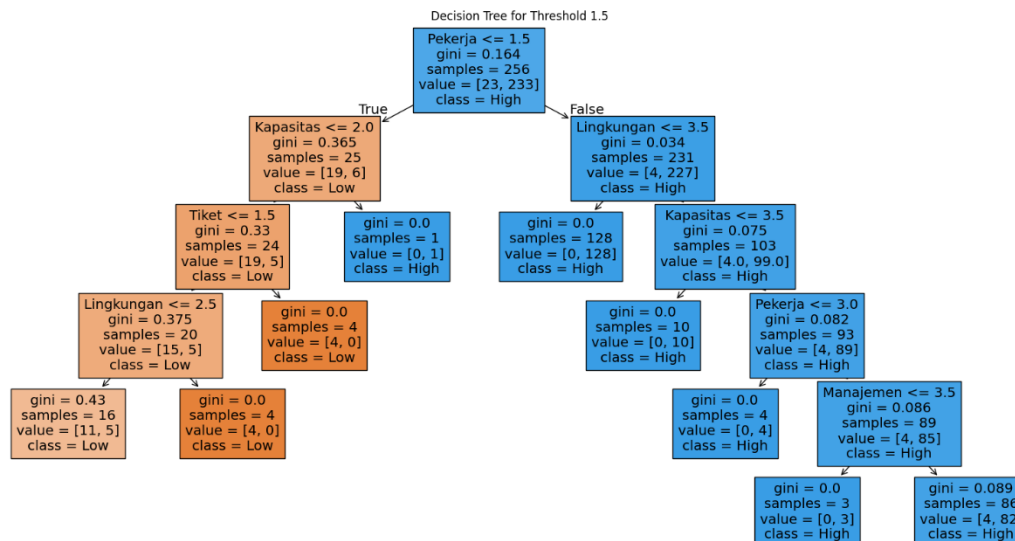 Decision Tree for Threshold 1.5
Pekerja <= 1.5
gini = 0.164
samples = 256
value = [23, 233]
class = High
True
False
Kapasitas <= 2.0
gini = 0.365
samples = 25
value = [19, 6]
class = Low
Lingkungan <= 3.5
gini = 0.034
samples = 231
value = [4, 227]
class = High
Tiket <= 1.5
gini = 0.33
samples = 24
value = [19, 5]
class = Low
gini = 0.0
samples = 1
value = [0, 1]
class = High
gini = 0.0
samples = 128
value = [0, 128]
class = High
Kapasitas <= 3.5
gini = 0.075
samples = 103
value = [4.0, 99.0]
class = High
Lingkungan <= 2.5
gini = 0.375
samples = 20
value = [15, 5]
class = Low
gini = 0.0
samples = 4
value = [4, 0]
class = Low
gini = 0.0
samples = 10
value = [0, 10]
class = High
Pekerja <= 3.0
gini = 0.082
samples = 93
value = [4, 89]
class = High
gini = 0.43
samples = 16
value = [11, 5]
class = Low
gini = 0.0
samples = 4
value = [4, 0]
class = Low
gini = 0.0
samples = 4
value = [0, 4]
class = High
Manajemen <= 3.5
gini = 0.086
samples = 89
value = [4, 85]
class = High
gini = 0.0
samples = 3
value = [0, 3]
class = High
gini = 0.089
samples = 86
value = [4, 82
class = High